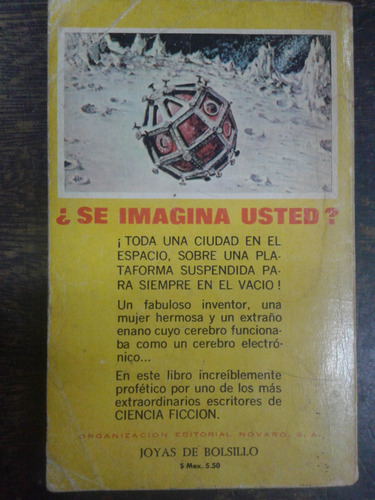 ¿ SE IMAGINA USTED ?
¡ TODA UNA CIUDAD EN EL
ESPACIO, SOBRE UNA PLA-
TAFORMA SUSPENDIDA PA-
RA SIEMPRE EN EL VACIO !
Un fabuloso inventor, una
mujer hermosa y un extraño
enano cuyo cerebro funciona-
ba como un cerebro electró-
nico...
En este libro increíblemente
profético por uno de los más
extraordinarios escritores de
CIENCIA FICCION.
ORGANIZACION EDITORIAL NOVARO, S. A.
JOYAS DE BOLSILLO
$ Mex. 5.50